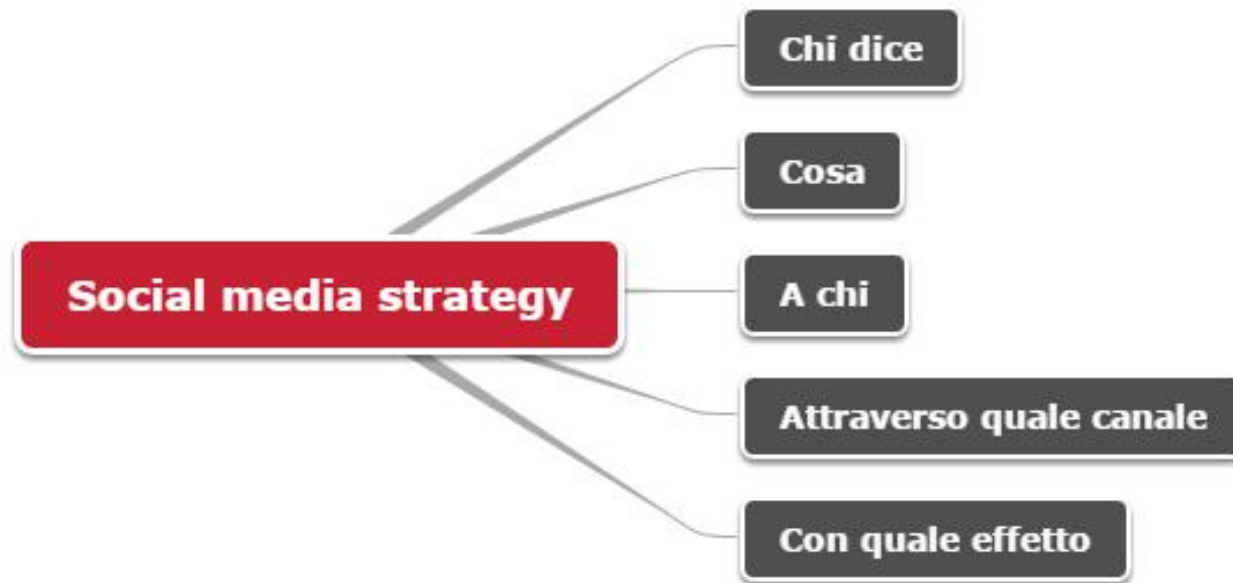 Social media strategy
Chi dice
Cosa
A chi
Attraverso quale canale
Con quale effetto